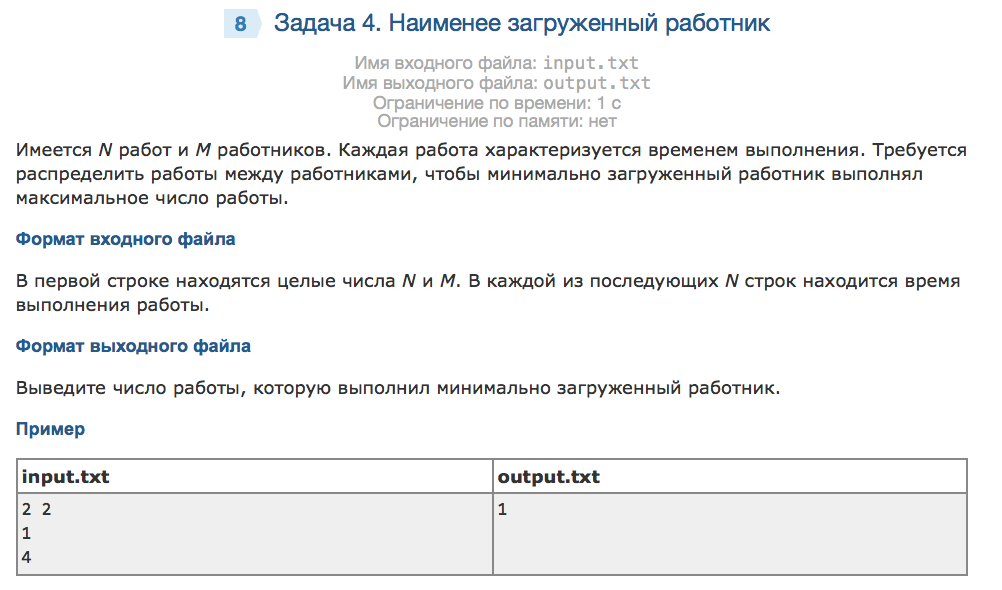 8 Задача 4. Наименее загруженный работник
Имя входного файла: input.txt
Имя выходного файла: output.txt
Ограничение по времени: 1 с
Ограничение по памяти: нет
Имеется N работ и M работников. Каждая работа характеризуется временем выполнения. Требуется
распределить работы между работниками, чтобы минимально загруженный работник выполнял
максимальное число работы.
Формат входного файла
В первой строке находятся целые числа N и M. В каждой из последующих N строк находится время
выполнения работы.
Формат выходного файла
Выведите число работы, которую выполнил минимально загруженный работник.
Пример
input.txt output.txt
2 2 1
1
4